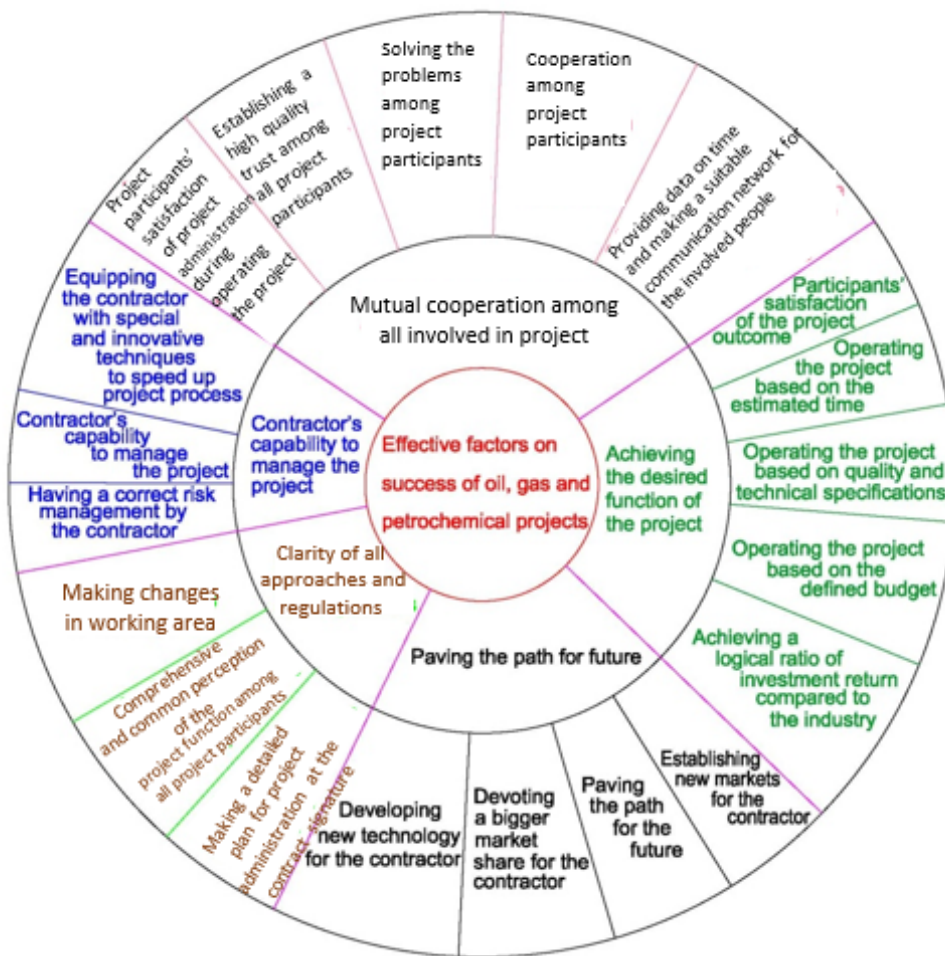 Effective factors on
success of oil, gas and
petrochemical projects
Mutual cooperation among
all involved in project
Achieving
the desired
function of
the project
Paving the path for future
Clarity of all
approaches and
regulations
Contractor's
capability to
manage the
project
Project
participants'
satisfaction
of project
administration
during
operating
the project
Establishing a
high quality
trust among
all project
participants
Solving the
problems
among
project
participants
Cooperation
among
project
participants
Providing data on time
and making a suitable
communication network for
the involved people
Participants'
satisfaction
of the project
outcome
Operating
the project
based on the
estimated time
Operating the project
based on quality and
technical specifications
Operating the project
based on the
defined budget
Achieving a
logical ratio of
investment return
compared to
the industry
Establishing
new markets
for the
contractor
Paving
the path
for the
future
Devoting
a bigger
market
share for the
contractor
Developing
new technology
for the contractor
Making a detailed
plan for project
administration at the
contract signature
Comprehensive
and common perception
of the
project function among
all project participants
Making changes
in working area
Having a correct risk
management by
the contractor
Contractor's
capability
to manage
the project
Equipping
the contractor
with special
and innovative
techniques
to speed up
project process